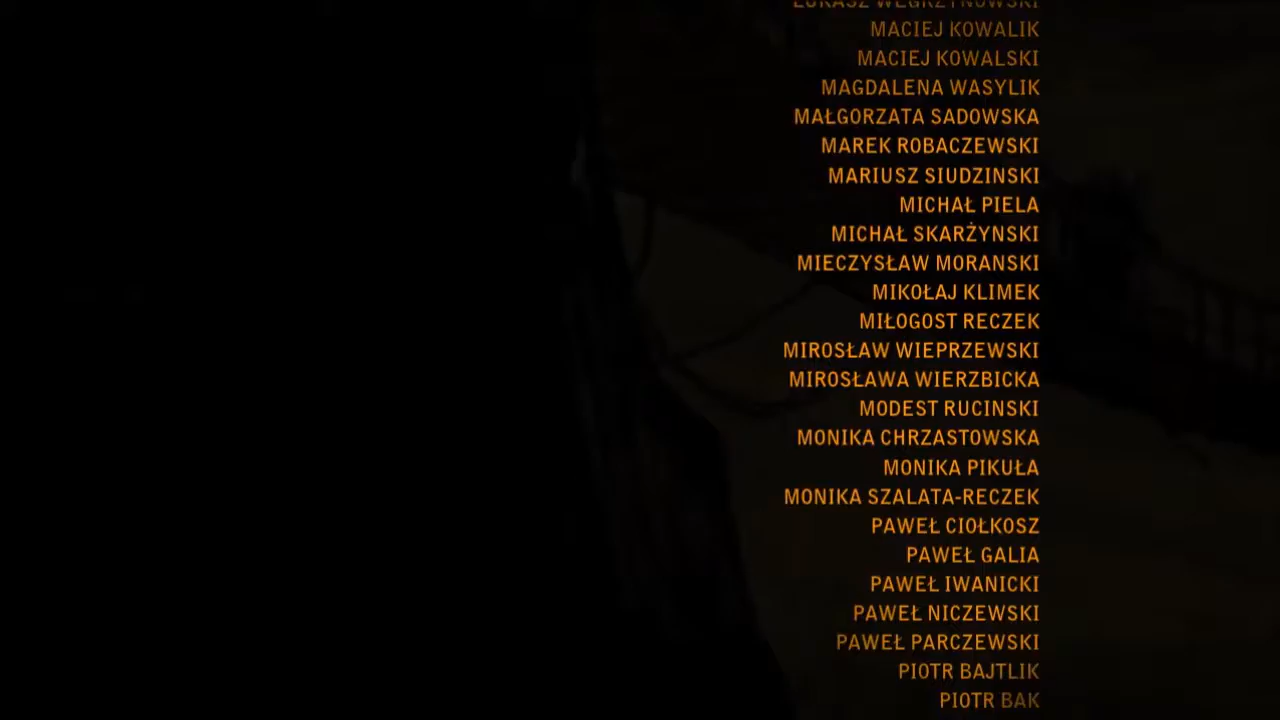 MACIEJ KOWALIK
MACIEJ KOWALSKI
MAGDALENA WASYLIK
MAŁGORZATA SADOWSKA
MAREK ROBACZEWSKI
MARIUSZ SIUDZINSKI
MICHAŁ PIELA
MICHAŁ SKARŻYNSKI
MIECZYSŁAW MORANSKI
MIKOŁAJ KLIMEK
MIŁOGOST RECZEK
MIROSŁAW WIEPRZEWSKI
MIROSŁAWA WIERZBICKA
MODEST RUCINSKI
MONIKA CHRZASTOWSKA
MONIKA PIKUŁA
MONIKA SZALATA-RECZEK
PAWEŁ CIOŁKOSZ
PAWEŁ GALIA
PAWEŁ IWANICKI
PAWEŁ NICZEWSKI
PAWEŁ PARCZEWSKI
PIOTR BAJTLIK
PIOTR BAK